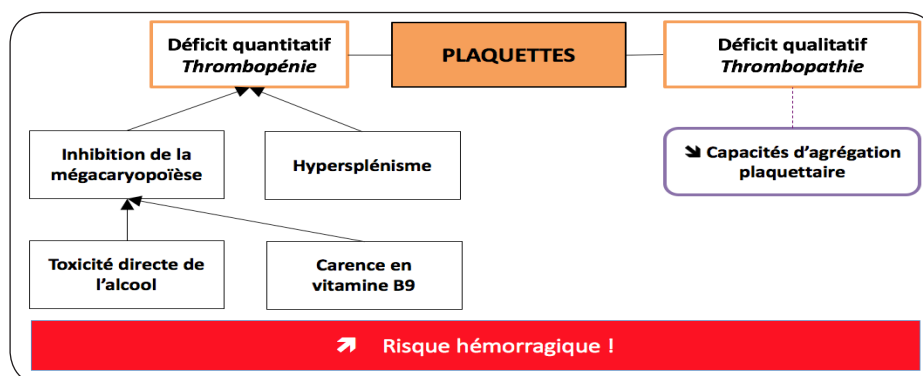 Déficit quantitatif
Thrombopénie
PLAQUETTES
Déficit qualitatif
Thrombopathie
Inhibition de la
mégacaryopoïèse
Hypersplénisme
➘ Capacités d’agrégation
plaquettaire
Toxicité directe de
l’alcool
Carence en
vitamine B9
➚ Risque hémorragique !